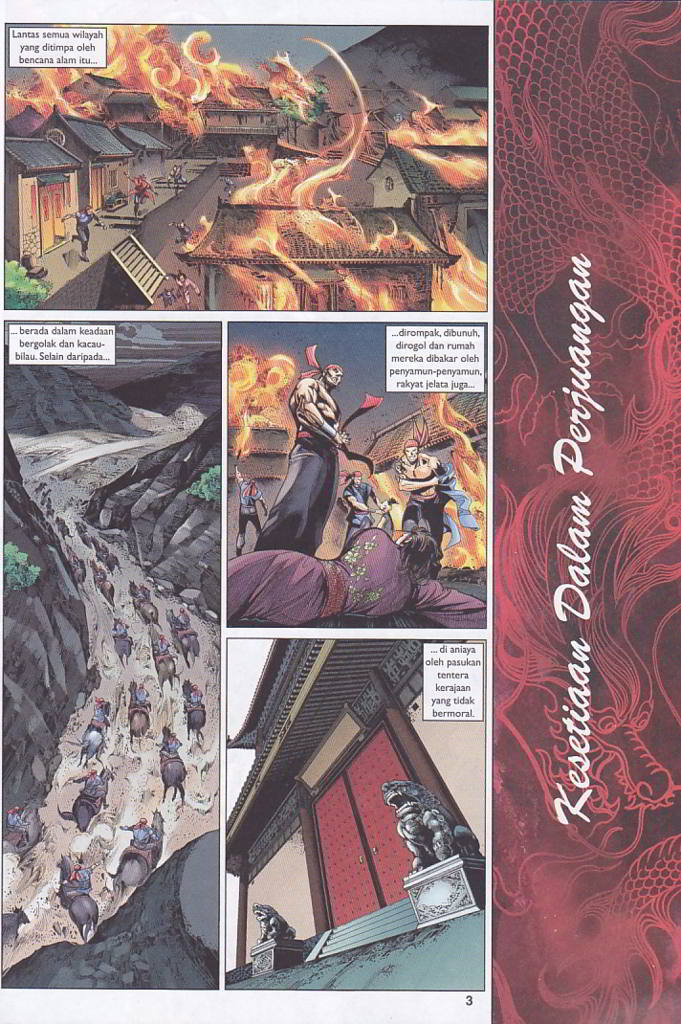 Lantas semua wilayah
yang ditimpa oleh
bencana alam itu...
... berada dalam keadaan
bergolak dan kacau-
bilau. Selain daripada...
...dirompak, dibunuh,
dirogol dan rumah
mereka dibakar oleh
penyamun-penyamun,
rakyat jelata juga...
... di aniaya
oleh pasukan
tentera
kerajaan
yang tidak
bermoral.
3
Kesetiaan Dalam Perjuangan